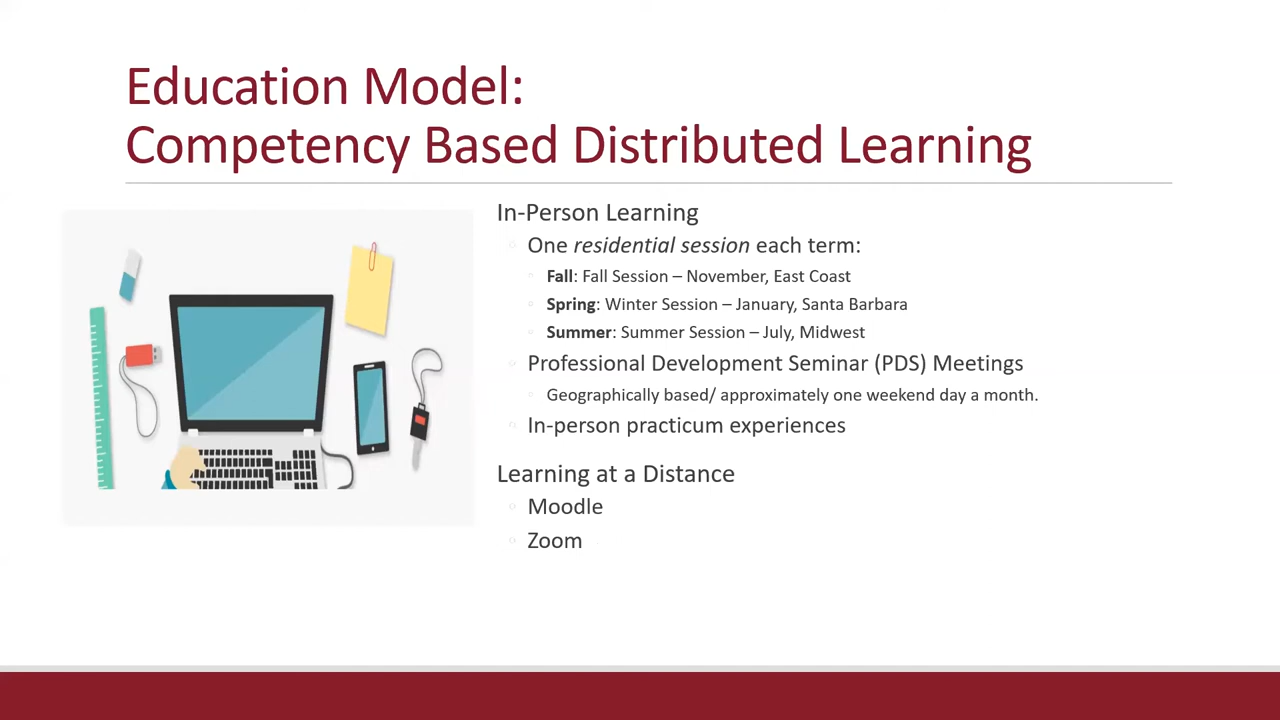 Education Model:
Competency Based Distributed Learning
In-Person Learning
One residential session each term:
Fall: Fall Session – November, East Coast
Spring: Winter Session – January, Santa Barbara
Summer: Summer Session – July, Midwest
Professional Development Seminar (PDS) Meetings
Geographically based/ approximately one weekend day a month.
In-person practicum experiences
Learning at a Distance
Moodle
Zoom